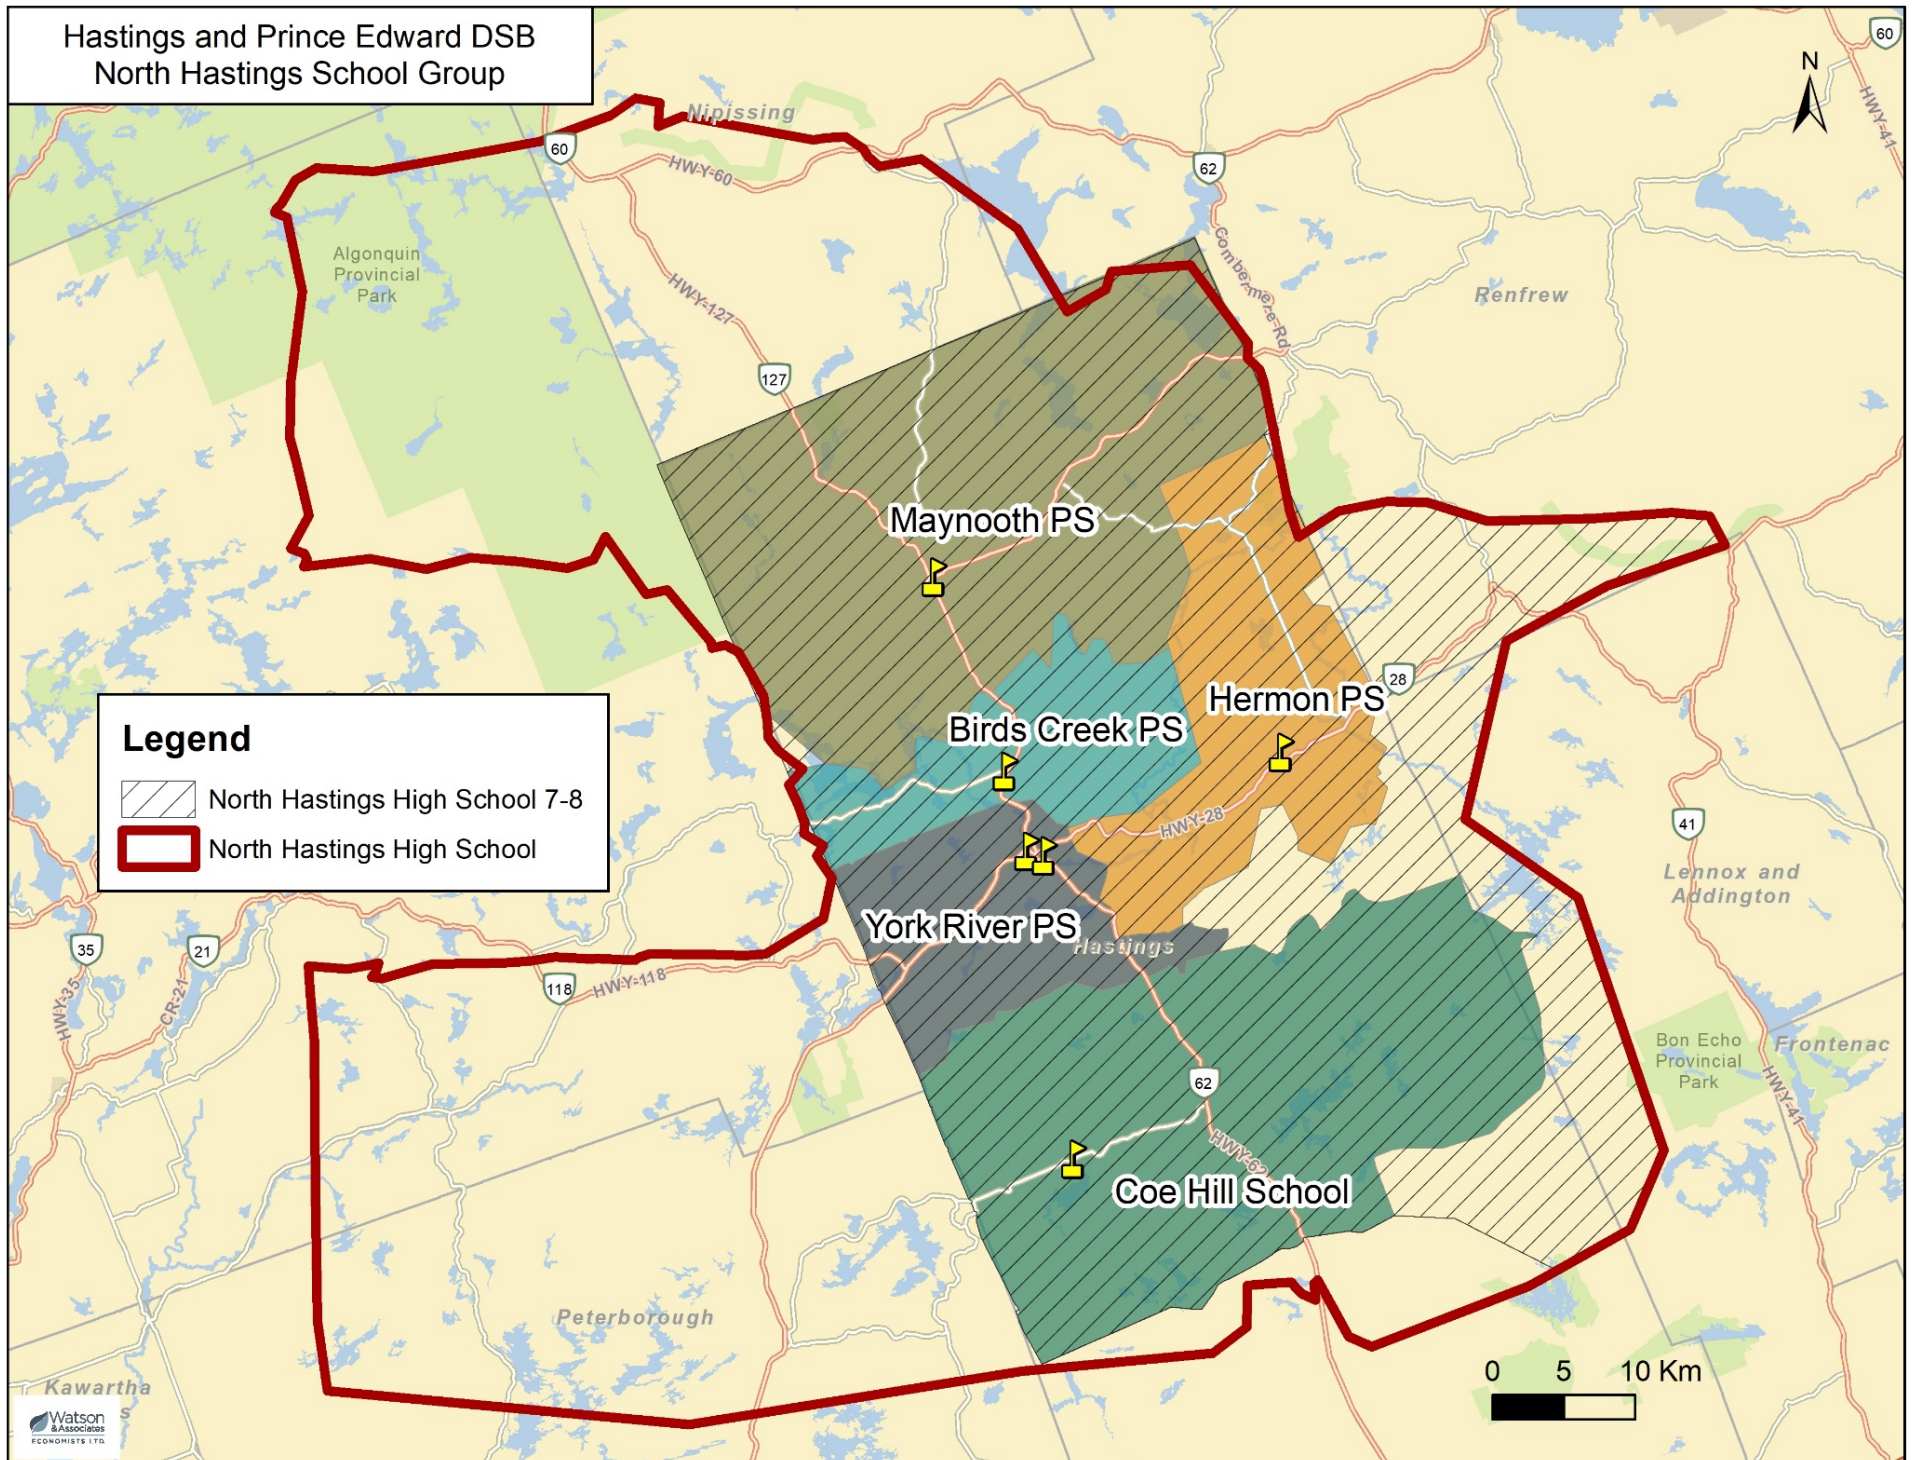 Hastings and Prince Edward DSB
North Hastings School Group
60
N
Nipissing
60
HWY-60
62
HWY-41
Algonquin
Provincial
Park
HWY-127
Combermere Rd
Renfrew
127
Maynooth PS
28
Hermon PS
Birds Creek PS
Legend
North Hastings High School 7-8
North Hastings High School
HWY-28
41
Lennox and
Addington
York River PS
Hastings
35
21
118
HWY-118
HWY-35
CR-21
Bon Echo
Provincial
Park
Frontenac
62
HWY-41
HWY-62
Coe Hill School
Peterborough
0 5 10 Km
Kawartha
s
Watson
&Associates
ECONOMISTS LTD.